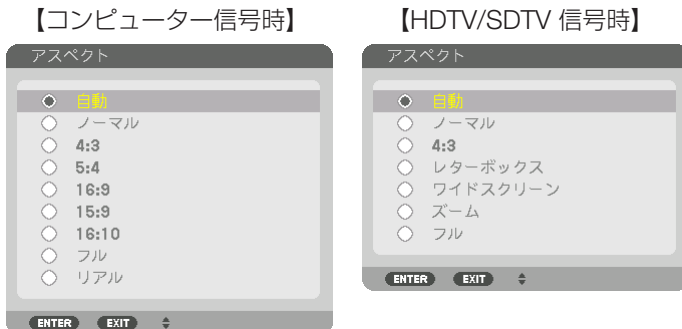 【コンピューター信号時】
アスペクト
自動
ノーマル
4:3
5:4
16:9
15:9
16:10
フル
リアル
ENTER EXIT
【HDTV/SDTV 信号時】
アスペクト
自動
ノーマル
4:3
レターボックス
ワイドスクリーン
ズーム
フル
ENTER EXIT